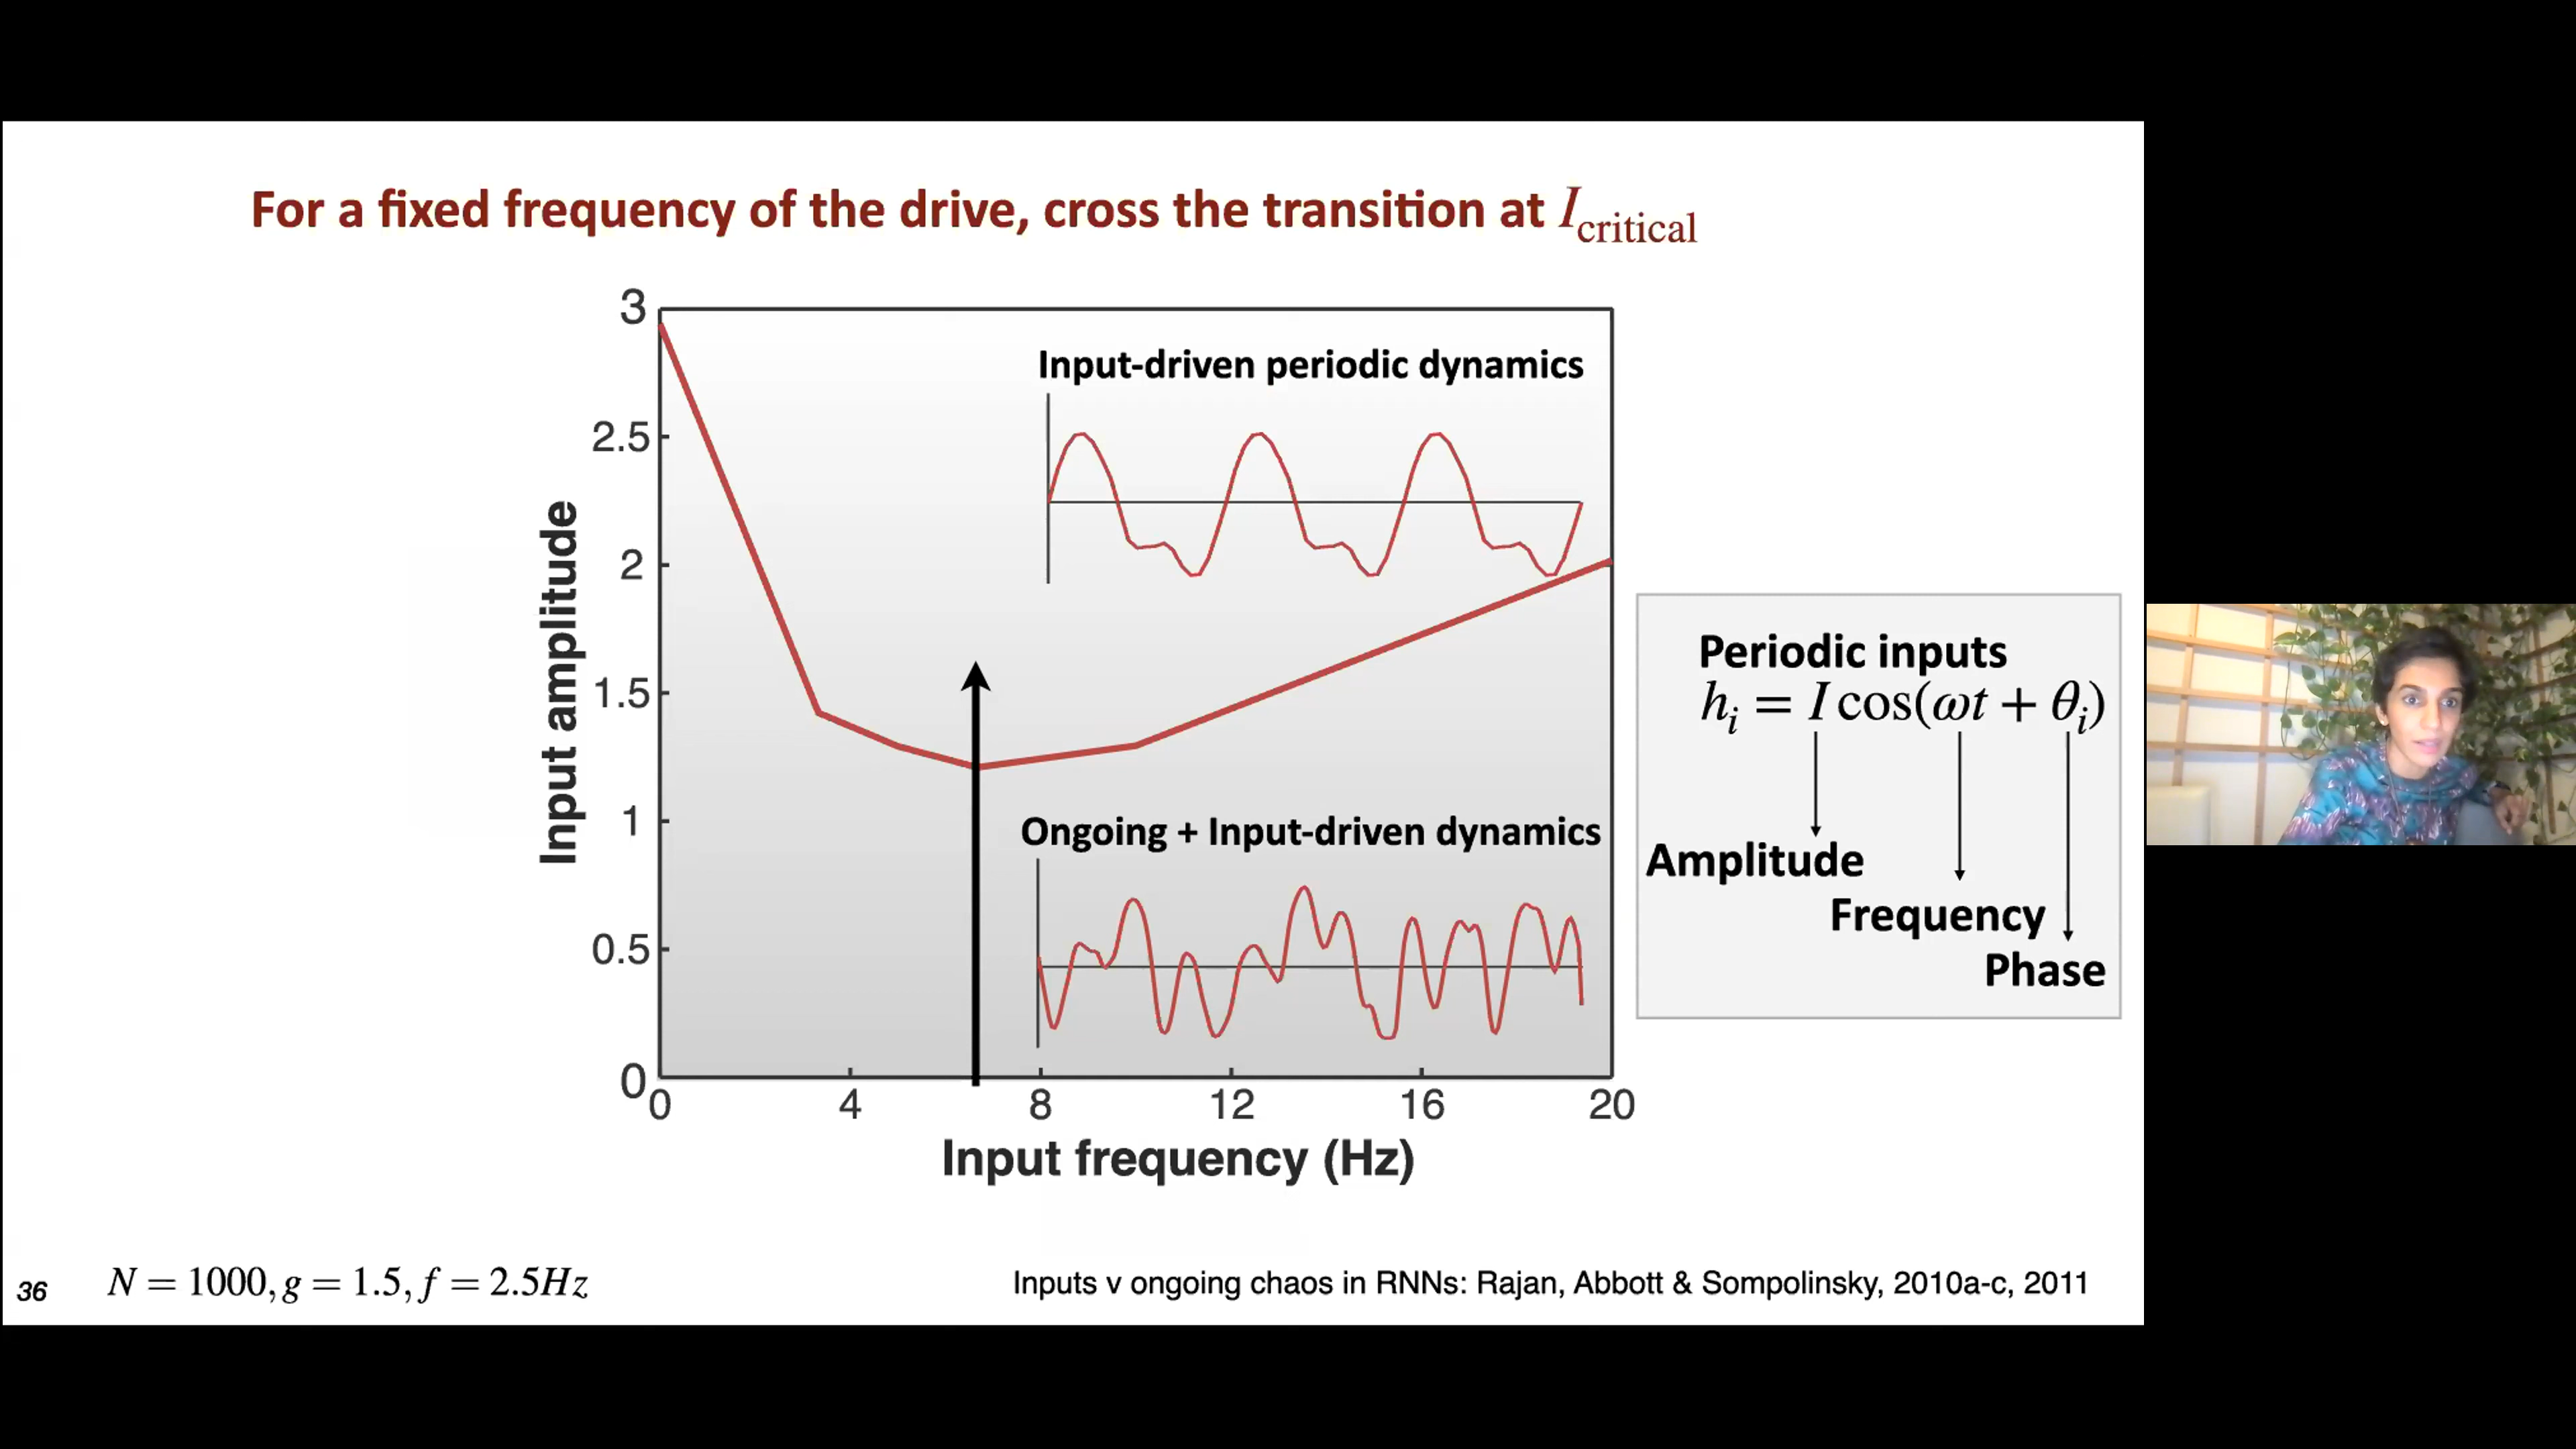 For a fixed frequency of the drive, cross the transition at I_critical
3
2.5
2
1.5
1
0.5
0
Input amplitude
Input-driven periodic dynamics
Ongoing + Input-driven dynamics
0 4 8 12 16 20
Input frequency (Hz)
Periodic inputs
h_i = I cos(ωt + θ_i)
Amplitude
Frequency
Phase
36
N = 1000, g = 1.5, f = 2.5Hz
Inputs v ongoing chaos in RNNs: Rajan, Abbott & Sompolinsky, 2010a-c, 2011